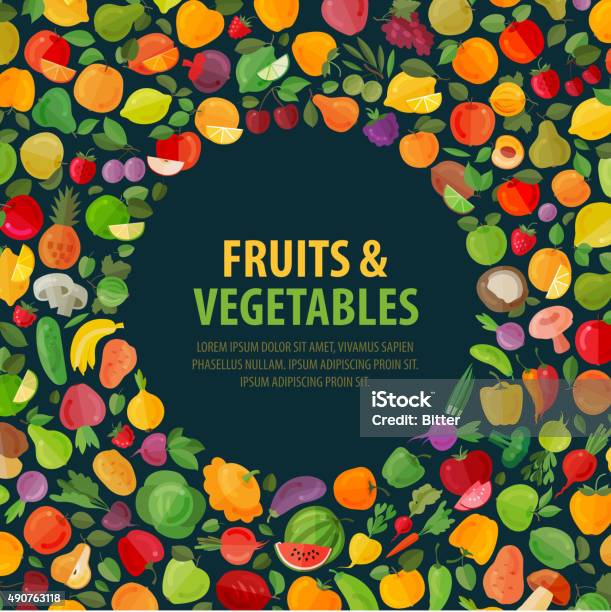 FRUITS &
VEGETABLES
LOREM IPSUM DOLOR SIT AMET, VIVAMUS SAPIEN
PHASELLUS NULLAM. IPSUM ADIPISCING PROIN SIT.
IPSUM ADIPISCING PROIN SIT.
iStock
Credit: Bitter
490763118